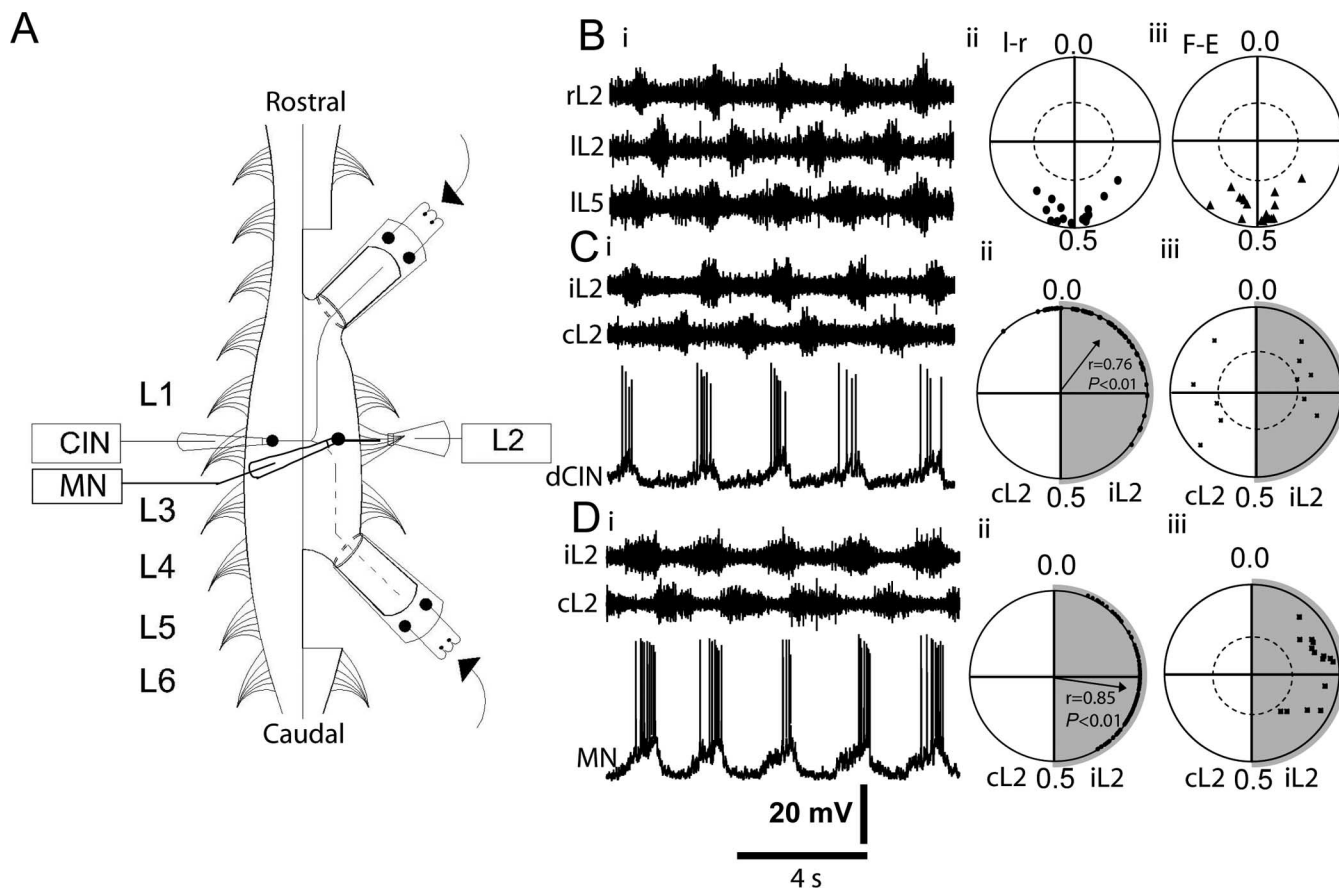 A
Rostral
L1
CIN
MN
L2
L3
L4
L5
L6
Caudal
B i
rL2
lL2
lL5
ii l-r 0.0
0.5
iii F-E 0.0
0.5
C i
iL2
cL2
dCIN
ii
0.0
r=0.76
P<0.01
cL2 0.5 iL2
iii
0.0
cL2 0.5 iL2
D i
iL2
cL2
MN
20 mV
4 s
ii
0.0
r=0.85
P<0.01
cL2 0.5 iL2
iii
0.0
cL2 0.5 iL2